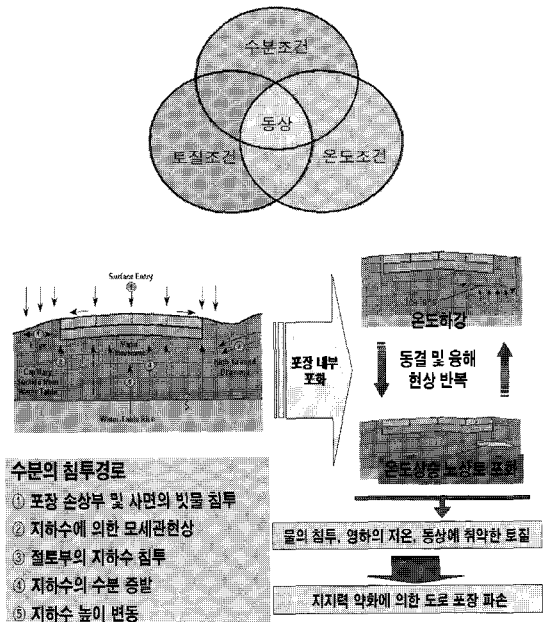 수분조건
동상
토질조건
온도조건
Surface Entry
Water Table Rise
포장 내부
포화
온도하강
동결 및 융해
현상 반복
온도상승 노상토 포화
수분의 침투경로
① 포장 손상부 및 사면의 빗물 침투
② 지하수에 의한 모세관현상
③ 절토부의 지하수 침투
④ 지하수의 수분 증발
⑤ 지하수 높이 변동
물의 침투, 영하의 저온, 동상에 취약한 토질
지지력 약화에 의한 도로 포장 파손